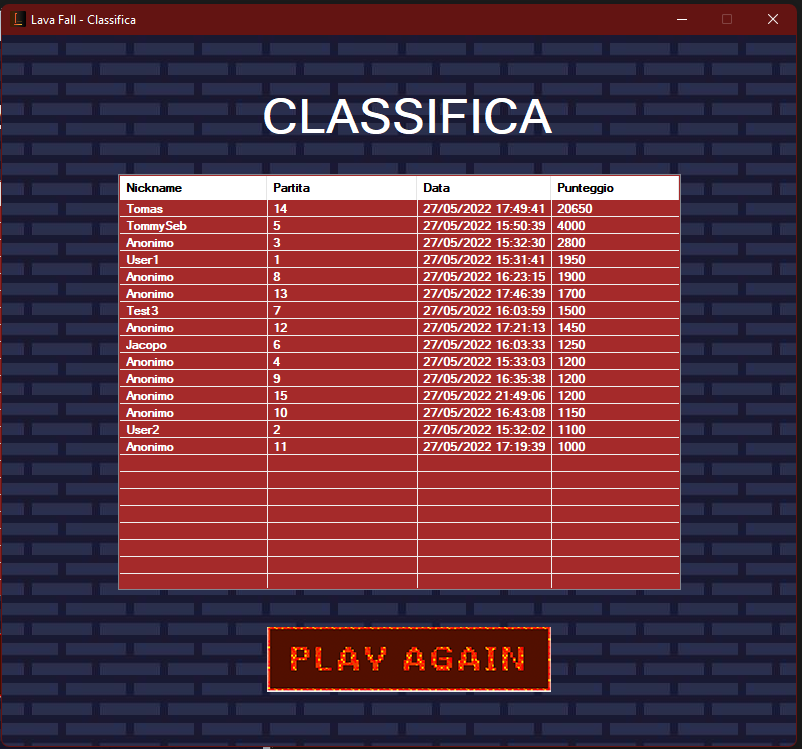 Lava Fall - Classifica
CLASSIFICA
Nickname Partita Data Punteggio
Tomas 14 27/05/2022 17:49:41 20650
TommySeb 5 27/05/2022 15:50:39 4000
Anonimo 3 27/05/2022 15:32:30 2800
User1 1 27/05/2022 15:31:41 1950
Anonimo 8 27/05/2022 16:23:15 1900
Anonimo 13 27/05/2022 17:46:39 1700
Test3 7 27/05/2022 16:03:59 1500
Anonimo 12 27/05/2022 17:21:13 1450
Jacopo 6 27/05/2022 16:03:33 1250
Anonimo 4 27/05/2022 15:33:03 1200
Anonimo 9 27/05/2022 16:35:38 1200
Anonimo 15 27/05/2022 21:49:06 1200
Anonimo 10 27/05/2022 16:43:08 1150
User2 2 27/05/2022 15:32:02 1100
Anonimo 11 27/05/2022 17:19:39 1000
PLAY AGAIN